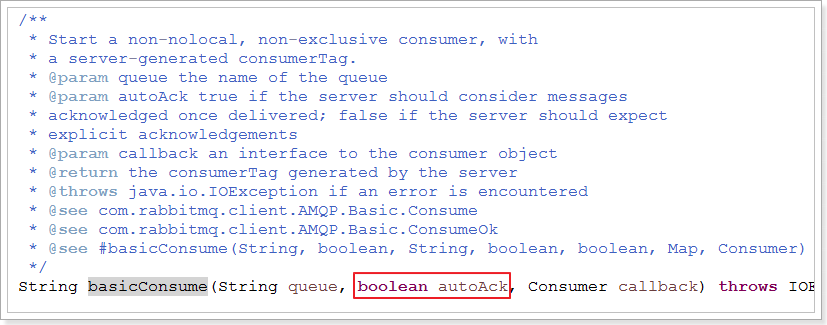 /**
* Start a non-nolocal, non-exclusive consumer, with
* a server-generated consumerTag.
* @param queue the name of the queue
* @param autoAck true if the server should consider messages
* acknowledged once delivered; false if the server should expect
* explicit acknowledgements
* @param callback an interface to the consumer object
* @return the consumerTag generated by the server
* @throws java.io.IOException if an error is encountered
* @see com.rabbitmq.client.AMQP.Basic.Consume
* @see com.rabbitmq.client.AMQP.Basic.ConsumeOk
* @see #basicConsume(String, boolean, String, boolean, boolean, Map, Consumer)
*/
String basicConsume(String queue, boolean autoAck, Consumer callback) throws IOE